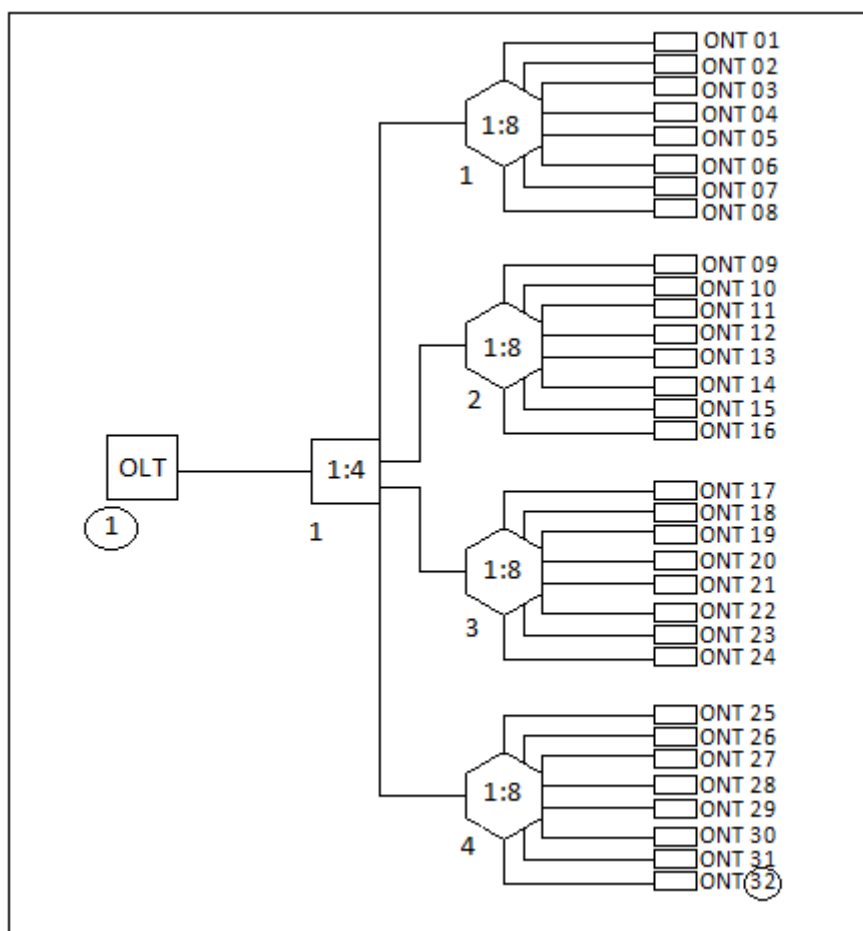 ONT 01
ONT 02
ONT 03
1:8
ONT 04
ONT 05
ONT 06
1
ONT 07
ONT 08
ONT 09
ONT 10
ONT 11
1:8
ONT 12
ONT 13
ONT 14
2
ONT 15
ONT 16
OLT
1:4
1
1
ONT 17
ONT 18
ONT 19
1:8
ONT 20
ONT 21
ONT 22
3
ONT 23
ONT 24
ONT 25
ONT 26
ONT 27
1:8
ONT 28
ONT 29
ONT 30
4
ONT 31
ONT 32